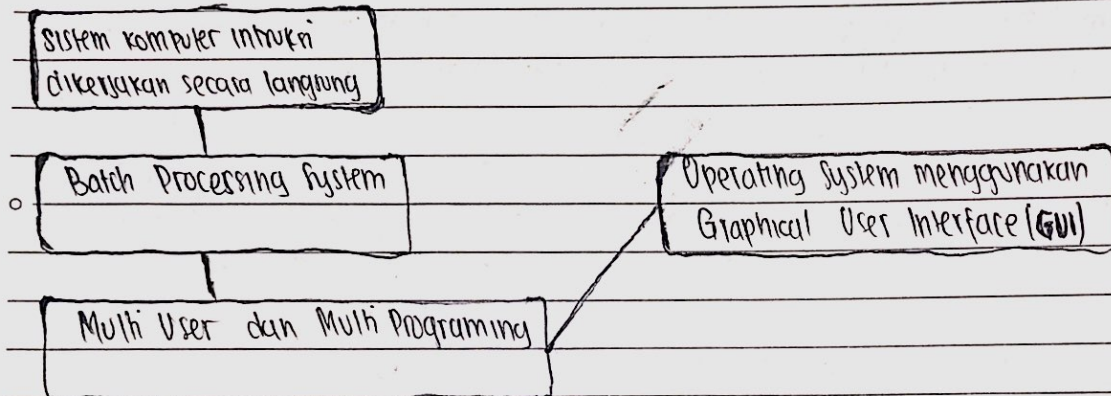 sistem komputer intruksi
dikerjakan secara langsung
Batch Processing System
Multi User dan Multi Programing
Operating System menggunakan
Graphical User Interface (GUI)